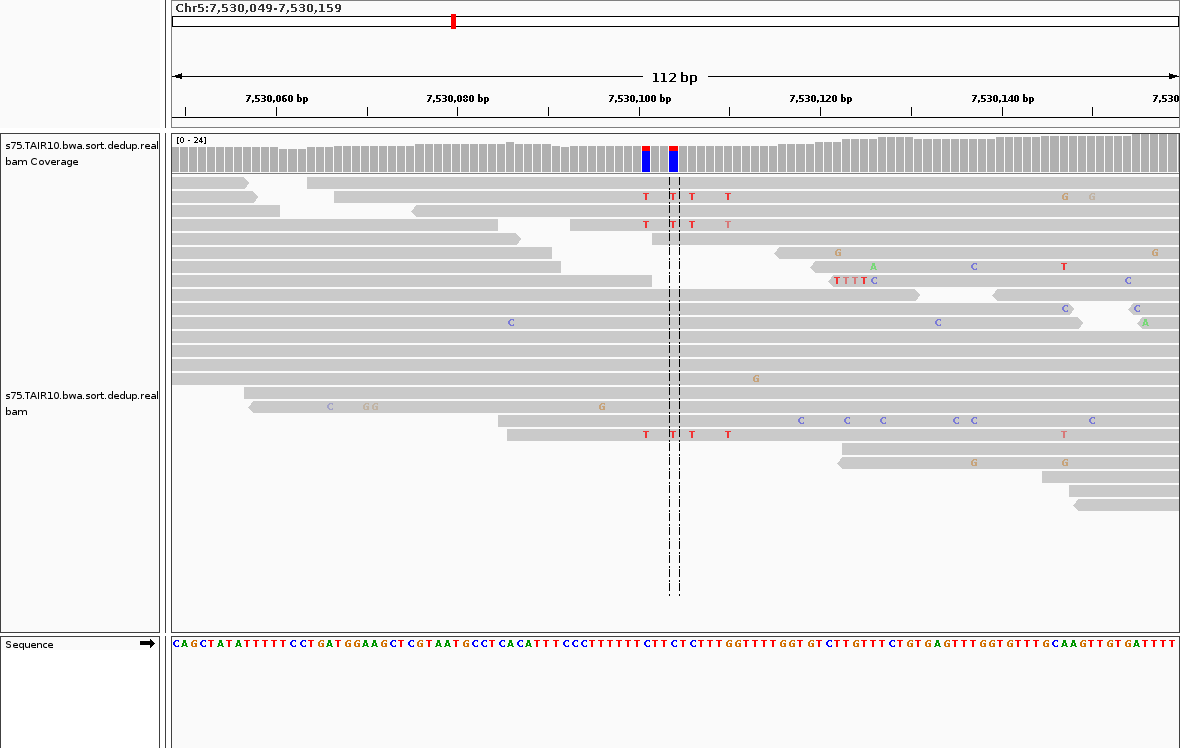 Chr5:7,530,049-7,530,159
112 bp
7,530,060 bp 7,530,080 bp 7,530,100 bp 7,530,120 bp 7,530,140 bp 7,530
s75.TAIR10.bwa.sort.dedup.real
bam Coverage
[0 - 24]
T T T T G G
T T T T
G G
A C T
T T T T C C
C C
C C A
G
s75.TAIR10.bwa.sort.dedup.real
bam
C G G G
C C C C C C
T T T T T
G G
Sequence
CAGCTATATTTTTCCTGATGGAAGCTCGTAATGCCTCACATTTCCCTTTTTTCTTCTCTTTGGTTTTGGTGTCTTGTTTCTGTGAGTTTGGTGTTTGCAAGTTGTGATTTT